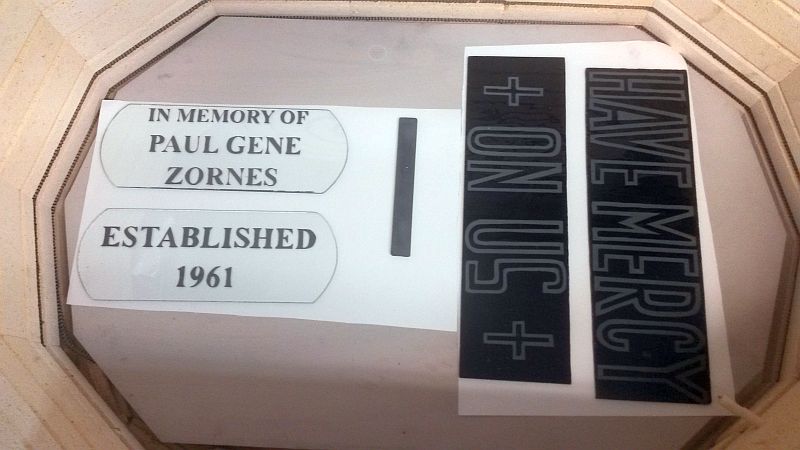 IN MEMORY OF
PAUL GENE
ZORNES
ESTABLISHED
1961
HAVE MERCY
+ ON US +